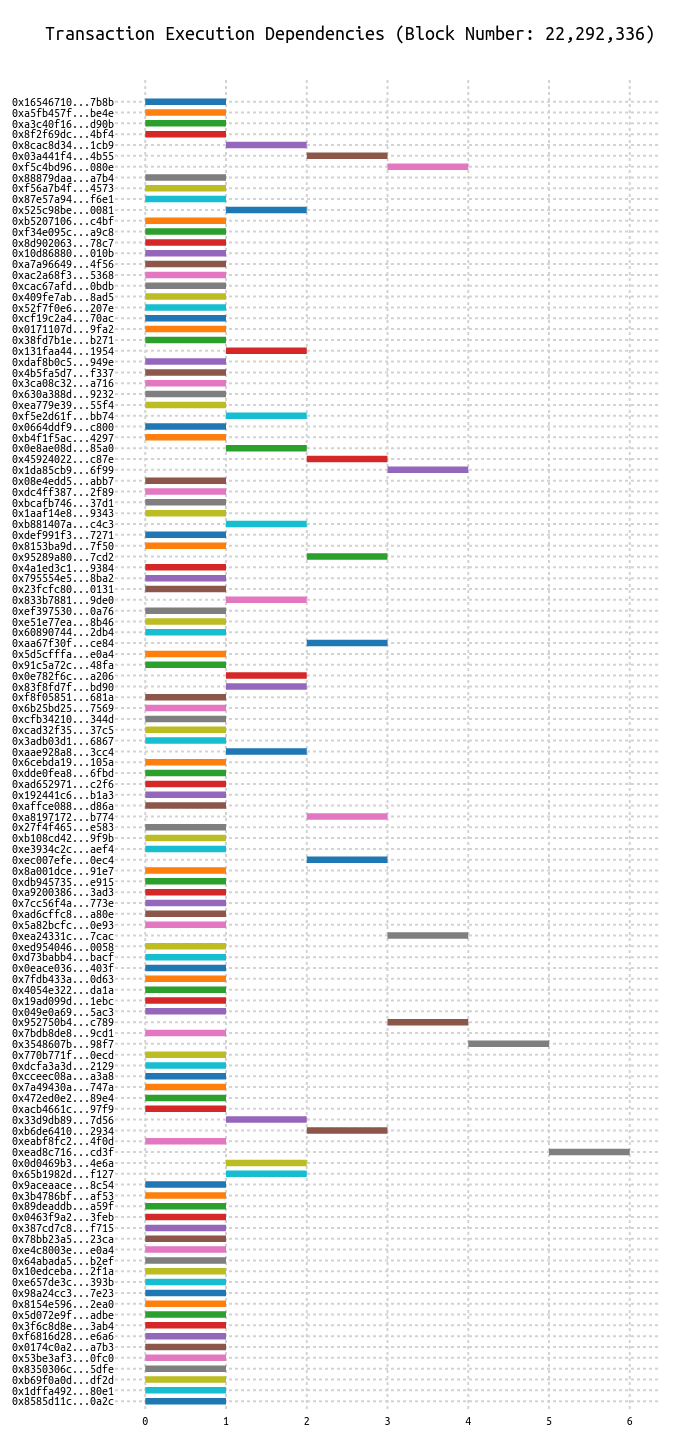 Transaction Execution Dependencies (Block Number: 22,292,336)
0x16546710...7b8b
0xa5fb457f...be4e
0xa3c40f16...d90b
0x8f2f69dc...4bf4
0x8cac8d34...1cb9
0x03a441f4...4b55
0xf5c4bd96...080e
0x88879daa...a7b4
0xf56a7b4f...4573
0x87e57a94...f6e1
0x525c98be...0081
0xb5207106...c4bf
0xf34e095c...a9c8
0x8d902063...78c7
0x10d86880...010b
0xa7a96649...4f56
0xac2a68f3...5368
0xcac67afd...0bdb
0x409fe7ab...8ad5
0x52f7f0e6...207e
0xcf19c2a4...70ac
0x0171107d...9fa2
0x38fd7b1e...b271
0x131faa44...1954
0xdaf8b0c5...949e
0x4b5fa5d7...f337
0x3ca08c32...a716
0x630a388d...9232
0xea779e39...55f4
0xf5e2d61f...bb74
0x0664ddf9...c800
0xb4f1f5ac...4297
0x0e8ae08d...85a0
0x45924022...c87e
0x1da85cb9...6f99
0x08e4edd5...abb7
0xdc4ff387...2f89
0xbcafb746...37d1
0x1aaf14e8...9343
0xb881407a...c4c3
0xdef991f3...7271
0x8153ba9d...7f50
0x95289a80...7cd2
0x4a1ed3c1...9384
0x795554e5...8ba2
0x23fcfc80...0131
0x833b7881...9de0
0xef397530...0a76
0xe51e77ea...8b46
0x60890744...2db4
0xaa67f30f...ce84
0x5d5cfffa...e0a4
0x91c5a72c...48fa
0x0e782f6c...a206
0x83f8fd7f...bd90
0xf8f05851...681a
0x6b25bd25...7569
0xcfb34210...344d
0xcad32f35...37c5
0x3adb03d1...6867
0xaae928a8...3cc4
0x6cebda19...105a
0xdde0fea8...6fbd
0xad652971...c2f6
0x192441c6...b1a3
0xaffce088...d86a
0xa8197172...b774
0x27f4f465...e583
0xb108cd42...9f9b
0xe3934c2c...aef4
0xec007efe...0ec4
0x8a001dce...91e7
0xdb945735...e915
0xa9200386...3ad3
0x7cc56f4a...773e
0xad6cffc8...a80e
0x5a82bcfc...0e93
0xea24331c...7cac
0xed954046...0058
0xd73babb4...bacf
0x0eace036...403f
0x7fdb433a...0d63
0x4054e322...da1a
0x19ad099d...1ebc
0x049e0a69...5ac3
0x952750b4...c789
0x7bdb8de8...9cd1
0x3548607b...98f7
0x770b771f...0ecd
0xdcfa3a3d...2129
0xcceec08a...a3a8
0x7a49430a...747a
0x472ed0e2...89e4
0xacb4661c...97f9
0x33d9db89...7d56
0xb6de6410...2934
0xeabf8fc2...4f0d
0xead8c716...cd3f
0x0d0469b3...4e6a
0x65b1982d...f127
0x9aceaace...8c54
0x3b4786bf...af53
0x89deaddb...a59f
0x0463f9a2...3feb
0x387cd7c8...f715
0x78bb23a5...23ca
0xe4c8003e...e0a4
0x64abada5...b2ef
0x10edceba...2f1a
0xe657de3c...393b
0x98a24cc3...7e23
0x8154e596...2ea0
0x5d072e9f...adbe
0x3f6c8d8e...3ab4
0xf6816d28...e6a6
0x0174c0a2...a7b3
0x53be3af3...0fc0
0x8350306c...5dfe
0xb69f0a0d...df2d
0x1dffa492...80e1
0x8585d11c...0a2c
0 1 2 3 4 5 6